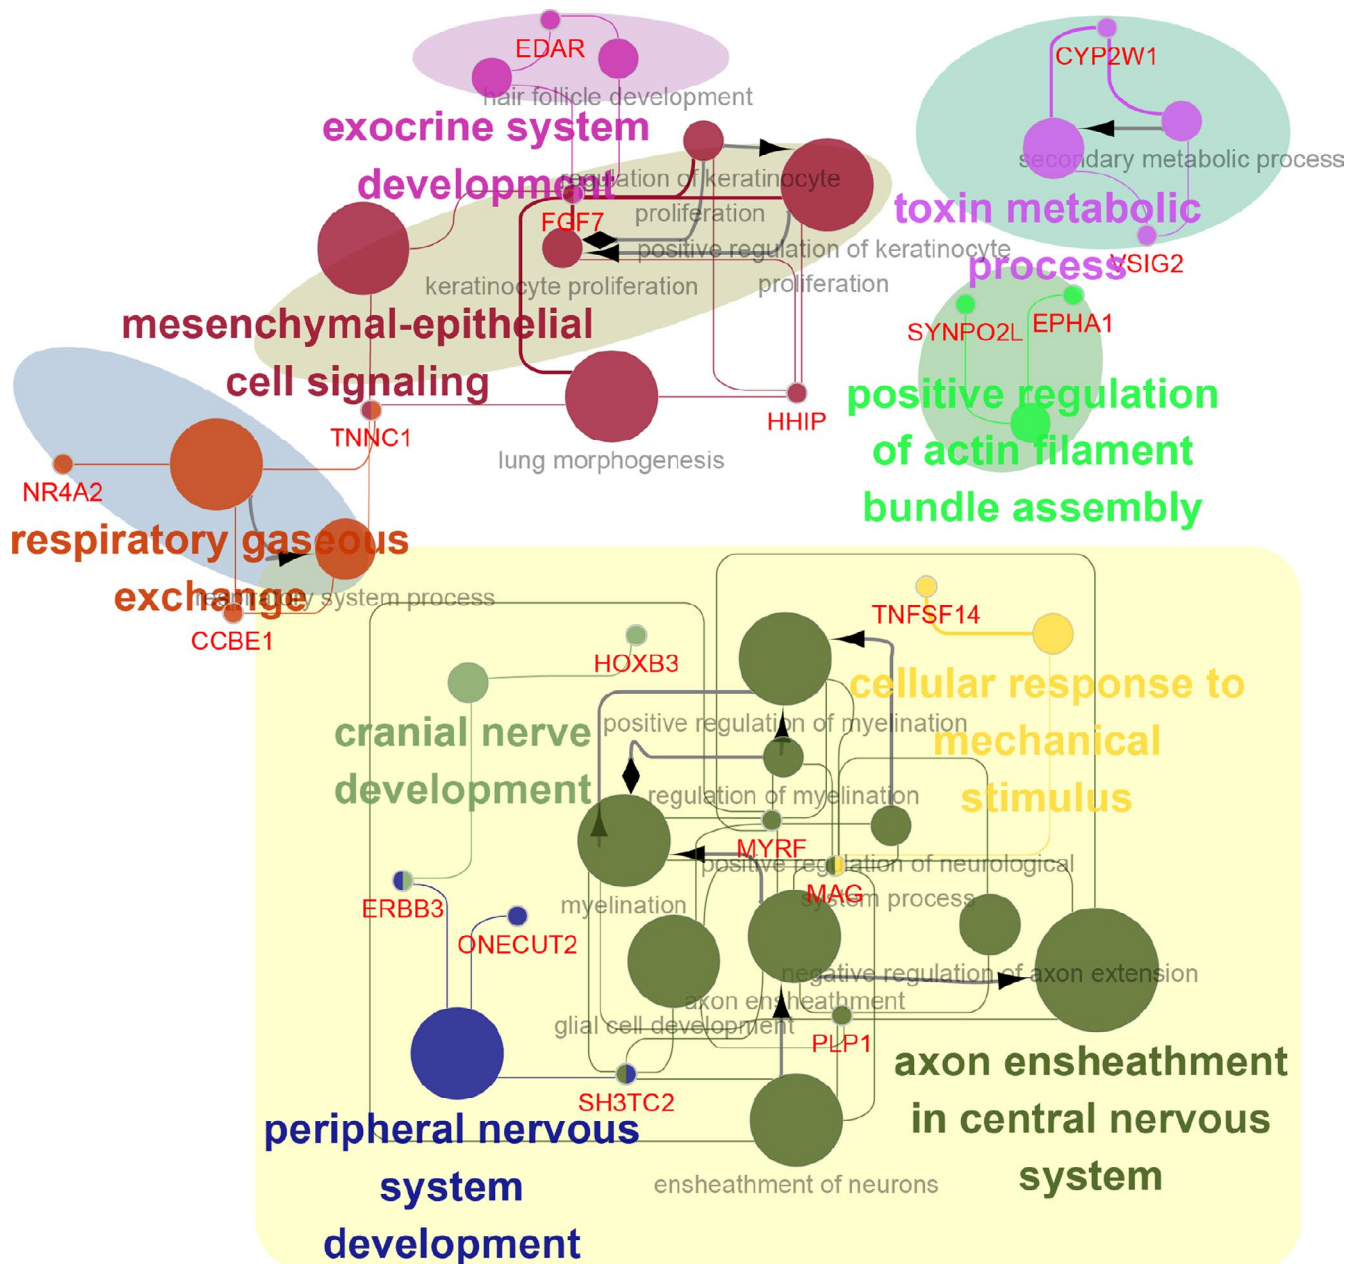 EDAR
hair follicle development
exocrine system
development
CYP2W1
secondary metabolic process
toxin metabolic
process
VSIG2
regulation of keratinocyte
proliferation
FGF7
positive regulation of keratinocyte
proliferation
keratinocyte proliferation
mesenchymal-epithelial
cell signaling
SYNPO2L
EPHA1
positive regulation
of actin filament
bundle assembly
HHIP
TNNC1
lung morphogenesis
NR4A2
respiratory gaseous
exchange
respiratory system process
CCBE1
TNFSF14
HOXB3
cellular response to
mechanical
stimulus
cranial nerve
development
positive regulation of myelination
regulation of myelination
MYRF
positive regulation of neurological
system process
MAG
myelination
ERBB3
ONECUT2
negative regulation of axon extension
axon ensheathment
glial cell development
PLP1
axon ensheathment
in central nervous
system
SH3TC2
peripheral nervous
system
development
ensheathment of neurons